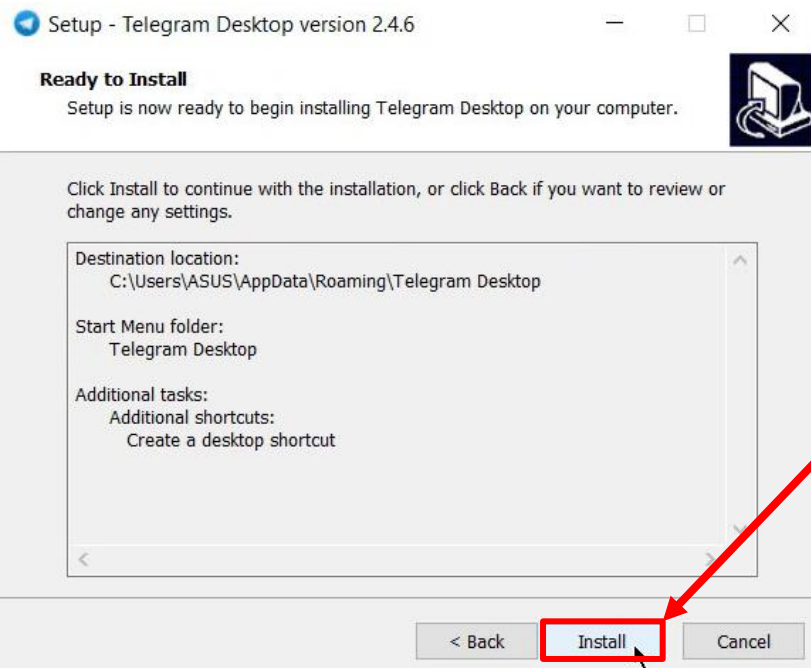 Setup - Telegram Desktop version 2.4.6
Ready to Install
Setup is now ready to begin installing Telegram Desktop on your computer.
Click Install to continue with the installation, or click Back if you want to review or
change any settings.
Destination location:
C:\Users\ASUS\AppData\Roaming\Telegram Desktop
Start Menu folder:
Telegram Desktop
Additional tasks:
Additional shortcuts:
Create a desktop shortcut
< Back Install Cancel